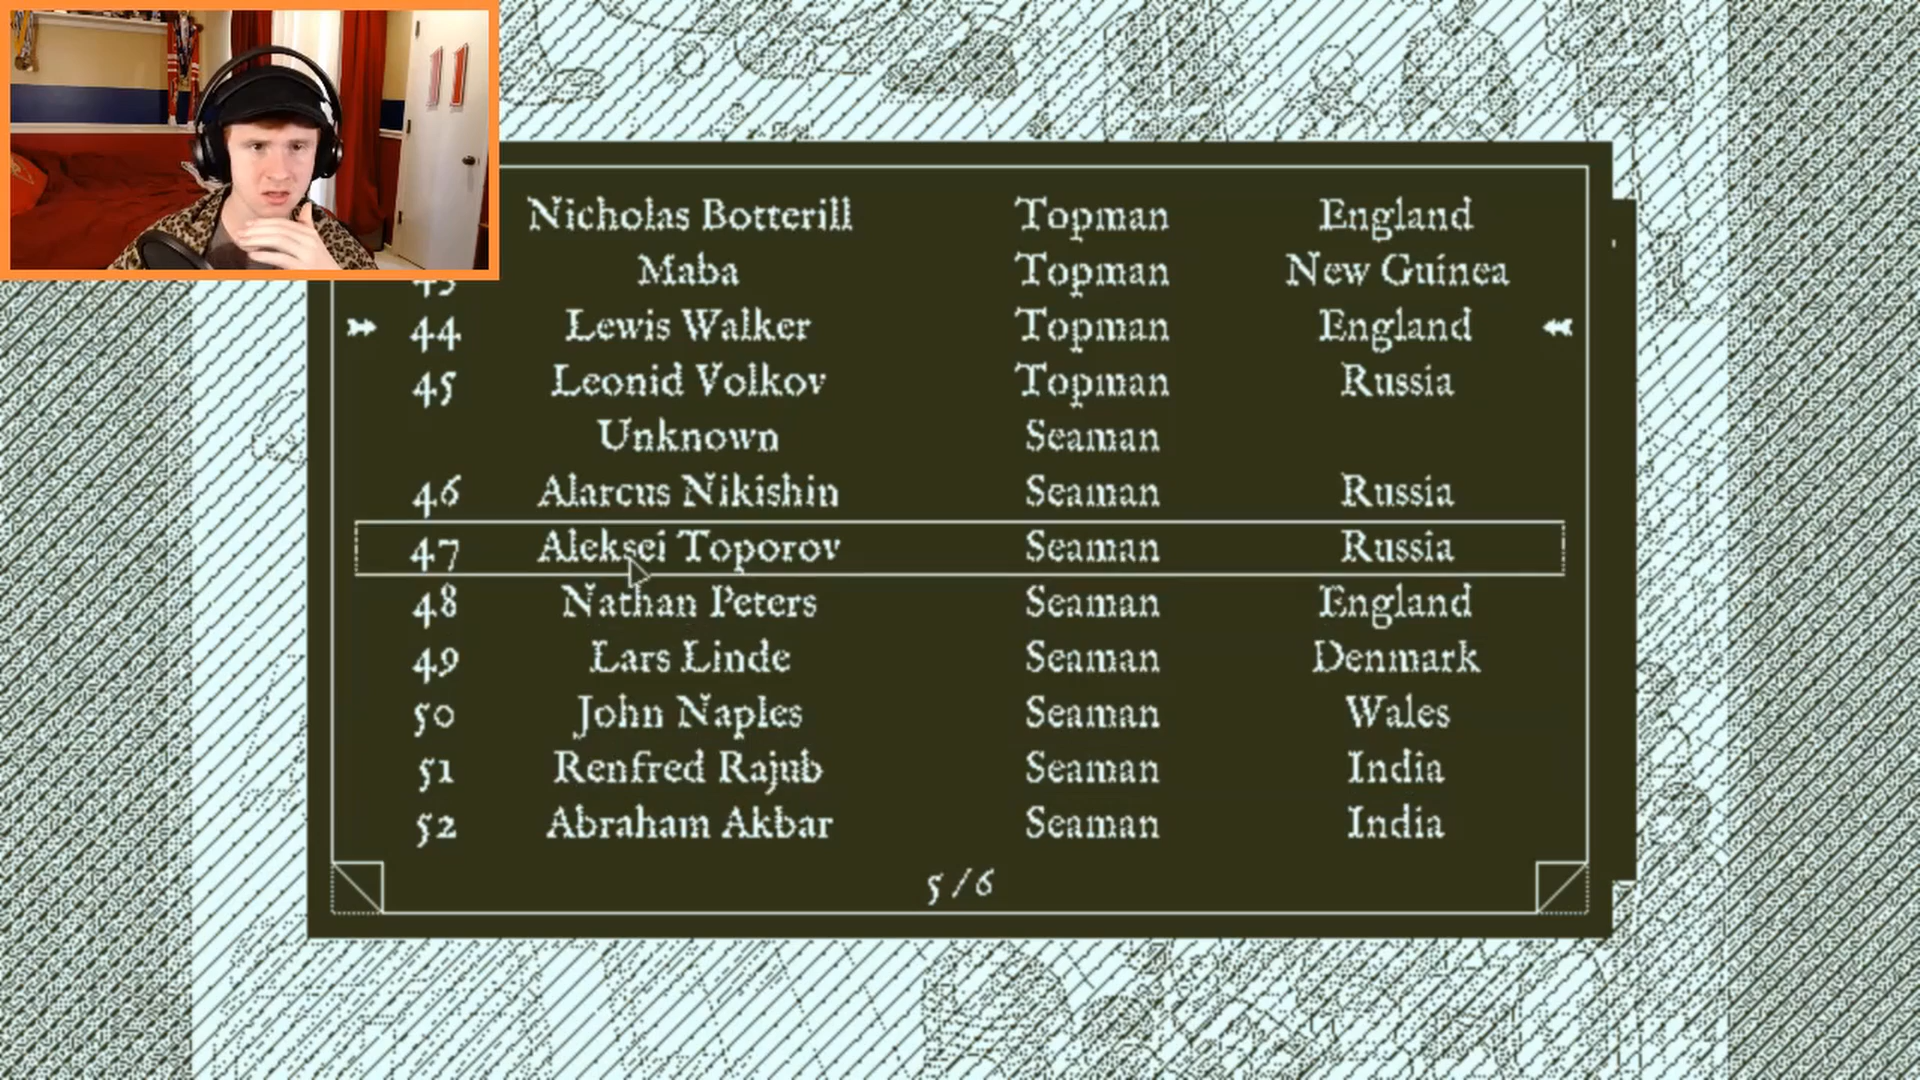 11
Nicholas Botterill Topman England
Maba Topman New Guinea
44 Lewis Walker Topman England
45 Leonid Volkov Topman Russia
Unknown Seaman
46 Alarcus Nikishin Seaman Russia
47 Aleksei Toporov Seaman Russia
48 Nathan Peters Seaman England
49 Lars Linde Seaman Denmark
50 John Naples Seaman Wales
51 Renfred Rajub Seaman India
52 Abraham Akbar Seaman India
5/6